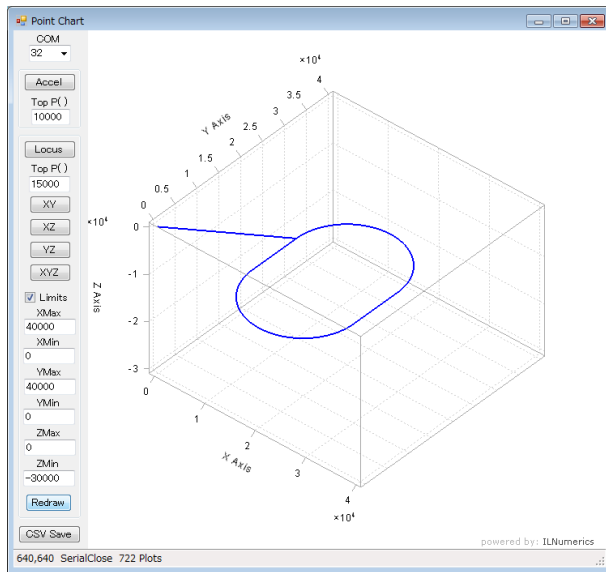 Point Chart
COM
32
Accel
Top P( )
10000
Locus
Top P( )
15000
XY
XZ
YZ
XYZ
Limits
XMax
40000
XMin
0
YMax
40000
YMin
0
ZMax
0
ZMin
-30000
Redraw
CSV Save
×10⁴
4
3.5
3
2.5
2
1.5
1
0.5
0
Y Axis
×10⁴
0
-1
-2
-3
Z Axis
0
1
2
3
4
X Axis
×10⁴
powered by: ILNumerics
640,640 SerialClose 722 Plots